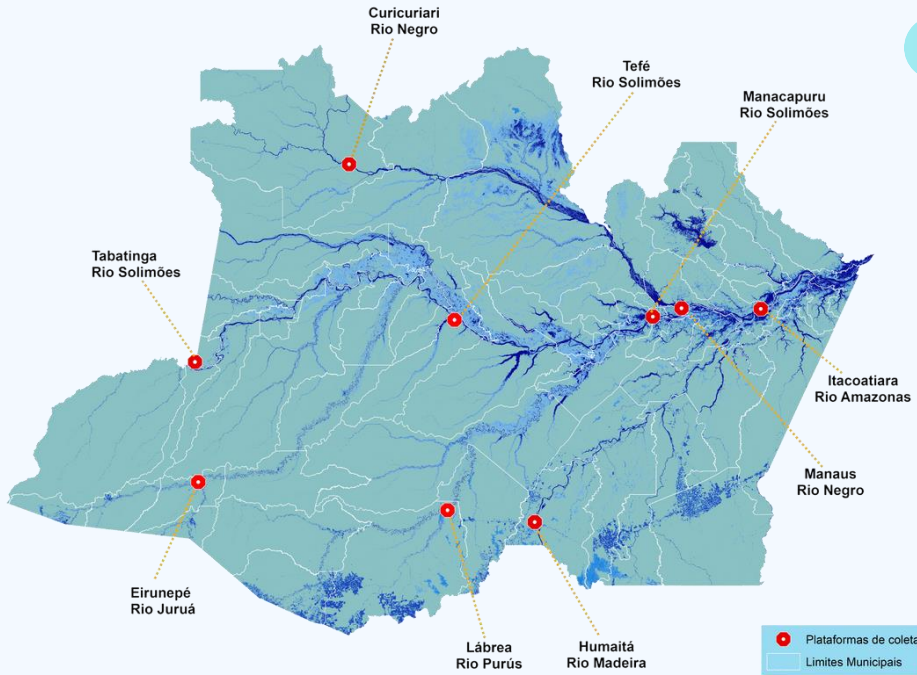 Curicuriari
Rio Negro
Tefé
Rio Solimões
Manacapuru
Rio Solimões
Tabatinga
Rio Solimões
Itacoatiara
Rio Amazonas
Manaus
Rio Negro
Eirunepé
Rio Juruá
Lábrea
Rio Purús
Humaitá
Rio Madeira
Plataformas de coleta
Limites Municipais